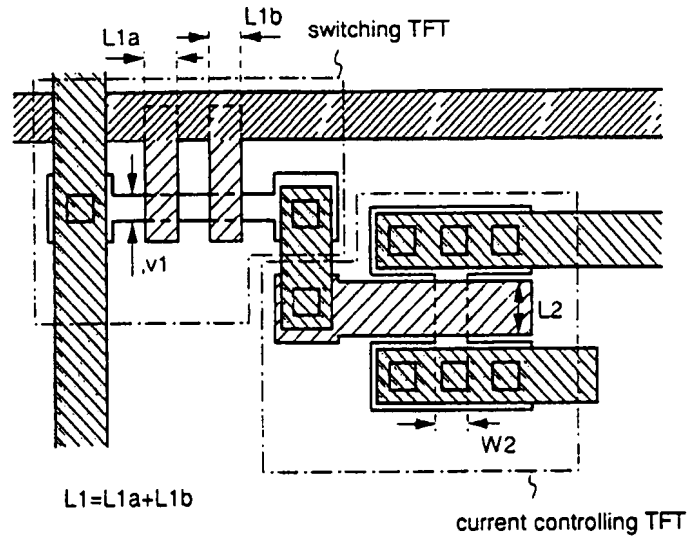 L1b
L1a
switching TFT
,v1
L2
W2
L1=L1a+L1b
current controlling TFT